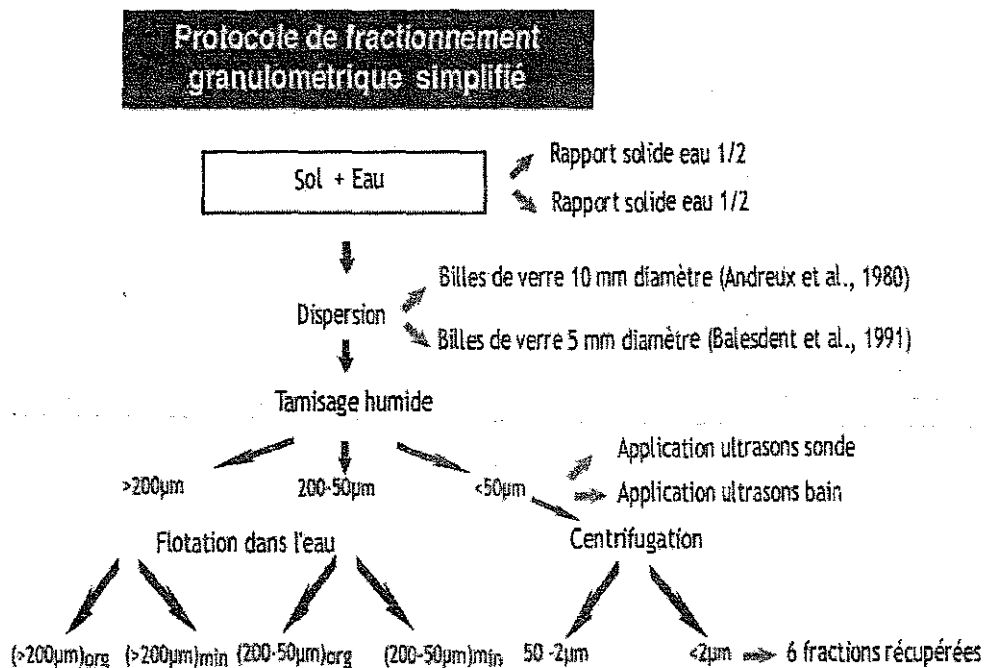 Protocole de fractionnement
granulométrique simplifié
Sol + Eau
Rapport solide eau 1/2
Rapport solide eau 1/2
Dispersion
Billes de verre 10 mm diamètre (Andreux et al., 1980)
Billes de verre 5 mm diamètre (Balesdent et al., 1991)
Tamisage humide
>200µm
200-50µm
<50µm
Application ultrasons sonde
Application ultrasons bain
Flotation dans l'eau
Centrifugation
(>200µm)org
(>200µm)min
(200-50µm)org
(200-50µm)min
50 -2µm
<2µm
6 fractions récupérées